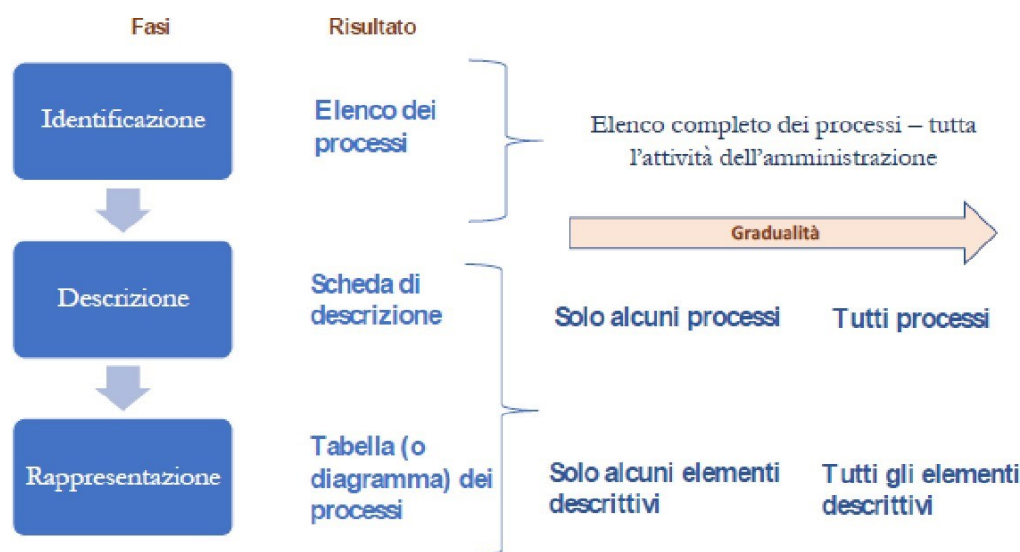 Fasi
Risultato
Identificazione
Elenco dei
processi
Elenco completo dei processi – tutta
l'attività dell'amministrazione
Gradualità
Descrizione
Scheda di
descrizione
Solo alcuni processi
Tutti processi
Rappresentazione
Tabella (o
diagramma) dei
processi
Solo alcuni elementi
descrittivi
Tutti gli elementi
descrittivi